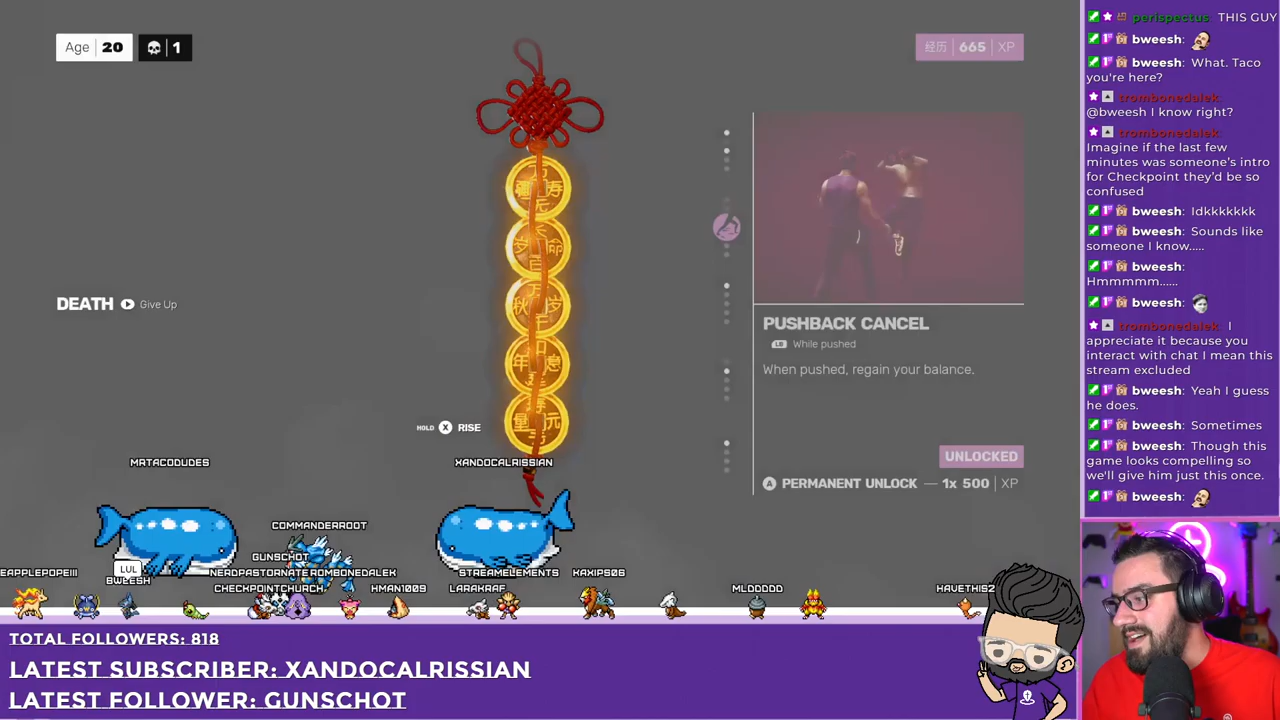 Age 20
1
经历 665 XP
DEATH Give Up
HOLD X RISE
PUSHBACK CANCEL
LB While pushed
When pushed, regain your balance.
UNLOCKED
A PERMANENT UNLOCK — 1x 500 XP
MRTACODUDES
XANDOCALRISSIAN
COMMANDERROOT
GUNSCHOT
LUL
BWEESH
STREAMELEMENTS
KAXIPS06
CHECKPOINTCHURCH
HMAN1009
LARAKRAF
MLDDDDD
HAVETHIS2
TOTAL FOLLOWERS: 818
LATEST SUBSCRIBER: XANDOCALRISSIAN
LATEST FOLLOWER: GUNSCHOT
perispectus: THIS GUY
bweesh:
bweesh: What. Taco
you're here?
trombonedalek:
@bweesh I know right?
trombonedalek:
Imagine if the last few
minutes was someone's intro
for Checkpoint they'd be so
confused
bweesh: Idkkkkkkk
bweesh: Sounds like
someone I know.....
bweesh:
Hmmmmm......
bweesh:
trombonedalek: I
appreciate it because you
interact with chat I mean this
stream excluded
bweesh: Yeah I guess
he does.
bweesh: Sometimes
bweesh: Though this
game looks compelling so
we'll give him just this once.
bweesh: